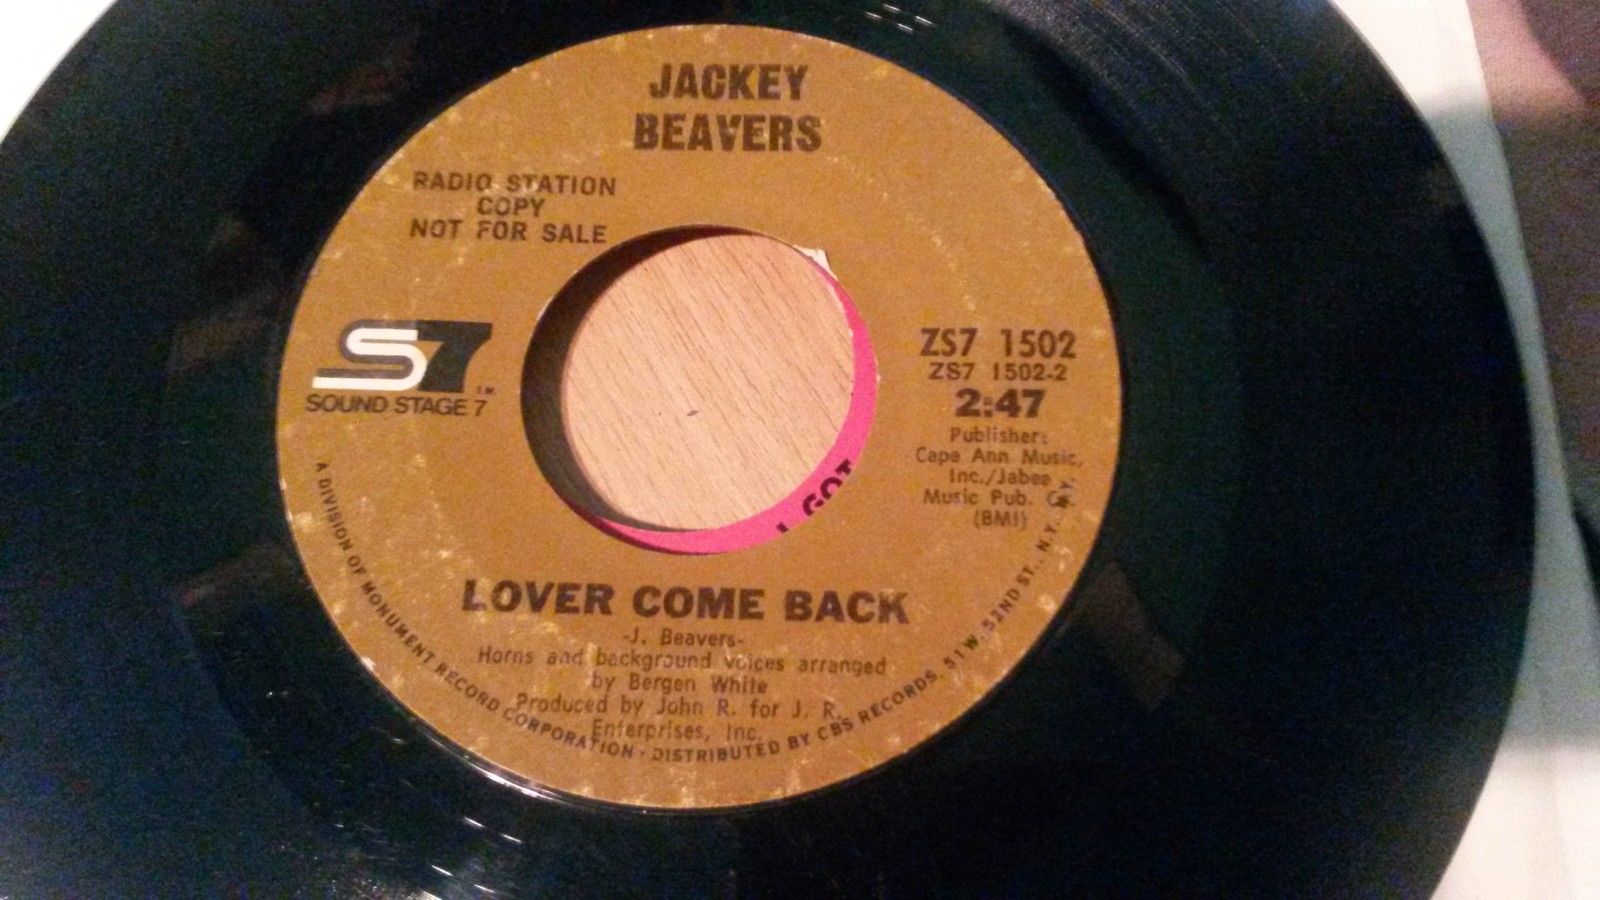 JACKEY
BEAVERS
RADIO STATION
COPY
NOT FOR SALE
S7
T.M.
SOUND STAGE 7
ZS7 1502
ZS7 1502-2
2:47
Publisher:
Cape Ann Music,
Inc./Jabee
Music Pub. Co.
(BMI)
I GOT
LOVER COME BACK
-J. Beavers-
Horns and background voices arranged
by Bergen White
Produced by John R. for J. R.
Enterprises, Inc.
A DIVISION OF MONUMENT RECORD CORPORATION · DISTRIBUTED BY CBS RECORDS, 51 W. 52ND ST., N.Y., N.Y.